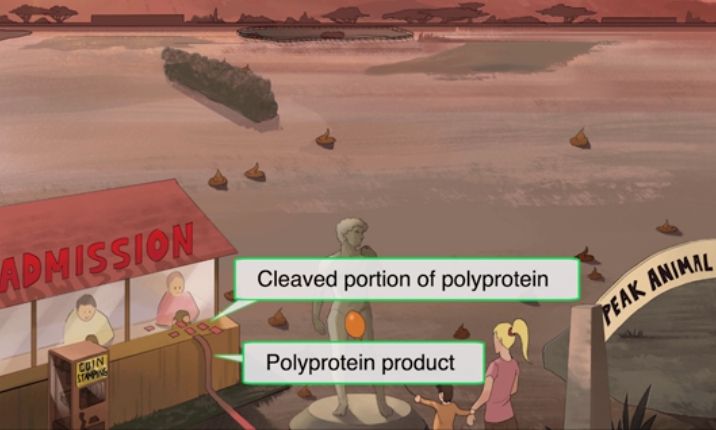 ADMISSION
Cleaved portion of polyprotein
PEAK ANIMAL
Polyprotein product
COIN
STAMPING